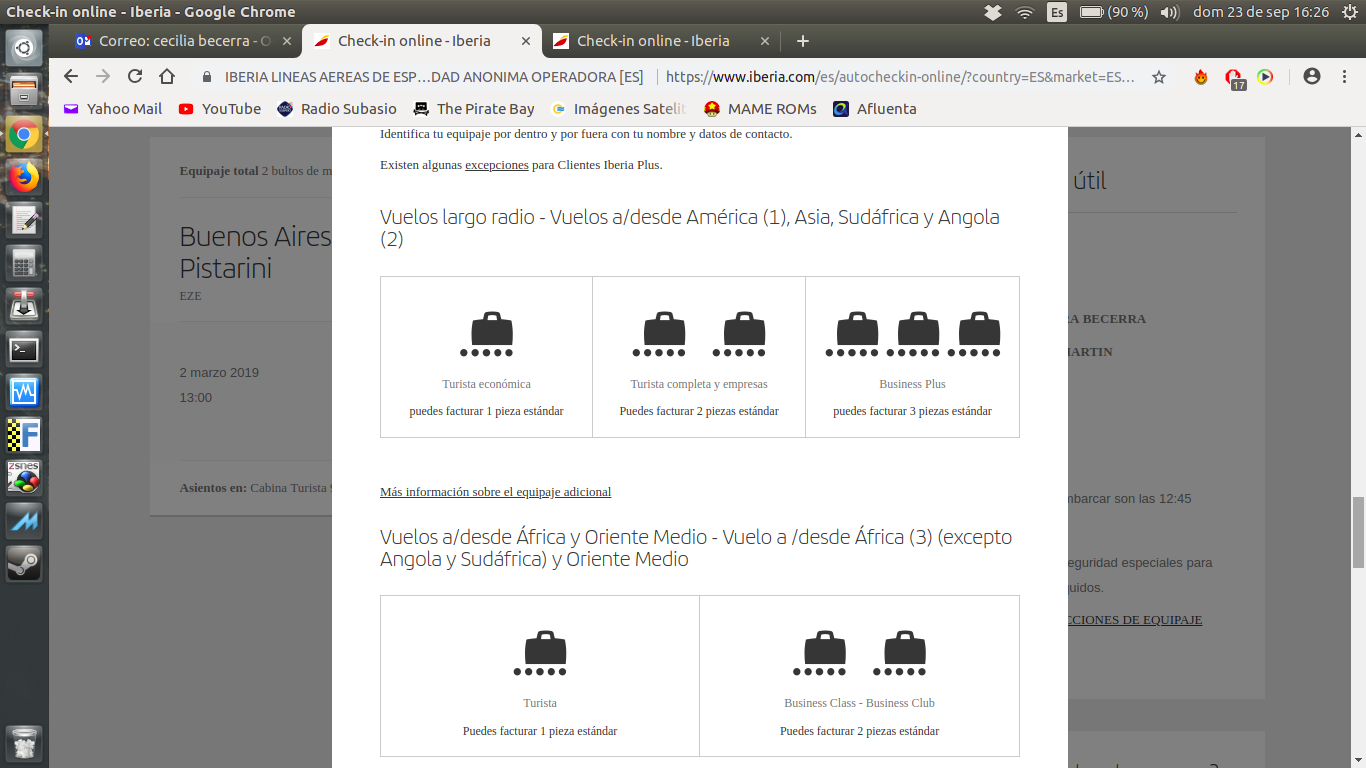 Check-in online - Iberia - Google Chrome
Es
(90 %)
dom 23 de sep 16:26
Correo: cecilia becerra - O
Check-in online - Iberia
Check-in online - Iberia
IBERIA LINEAS AEREAS DE ESP...DAD ANONIMA OPERADORA [ES]
https://www.iberia.com/es/autocheckin-online/?country=ES&market=ES...
17
Yahoo Mail
YouTube
Radio Subasio
The Pirate Bay
Imágenes Satelit
MAME ROMs
Afluenta
Identifica tu equipaje por dentro y por fuera con tu nombre y datos de contacto.
Existen algunas excepciones para Clientes Iberia Plus.
Vuelos largo radio - Vuelos a/desde América (1), Asia, Sudáfrica y Angola
(2)
Turista económica
puedes facturar 1 pieza estándar
Turista completa y empresas
Puedes facturar 2 piezas estándar
Business Plus
puedes facturar 3 piezas estándar
Más información sobre el equipaje adicional
Vuelos a/desde África y Oriente Medio - Vuelo a /desde África (3) (excepto
Angola y Sudáfrica) y Oriente Medio
Turista
Puedes facturar 1 pieza estándar
Business Class - Business Club
Puedes facturar 2 piezas estándar
Equipaje total 2 bultos de m
Buenos Aires
Pistarini
EZE
2 marzo 2019
13:00
Asientos en: Cabina Turista
útil
RA BECERRA
MARTIN
mbarcar son las 12:45
eguridad especiales para
guidos.
CCIONES DE EQUIPAJE
zsnes